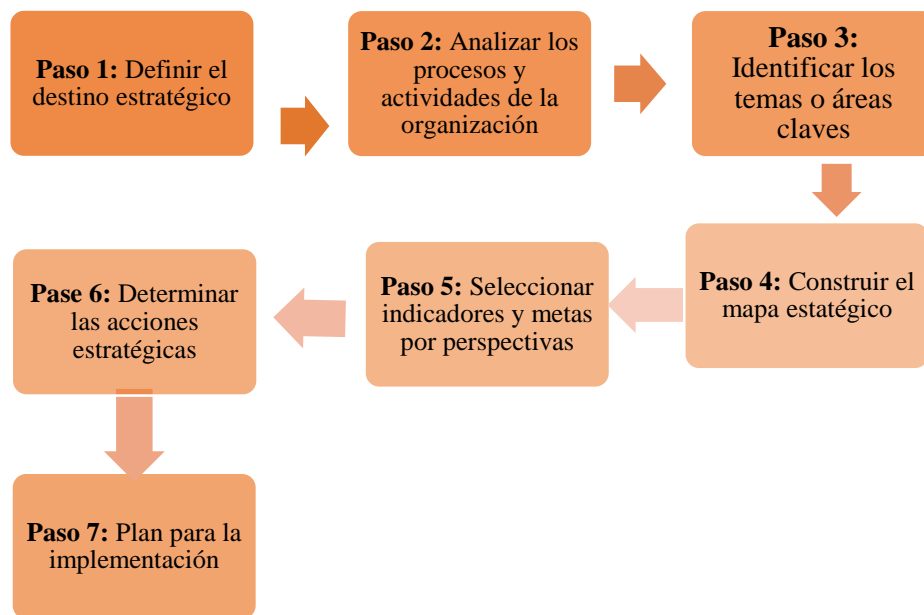 Paso 1: Definir el
destino estratégico
Paso 2: Analizar los
procesos y
actividades de la
organización
Paso 3:
Identificar los
temas o áreas
claves
Paso 4: Construir el
mapa estatégico
Paso 5: Seleccionar
indicadores y metas
por perspectivas
Pase 6: Determinar
las acciones
estratégicas
Paso 7: Plan para la
implementación